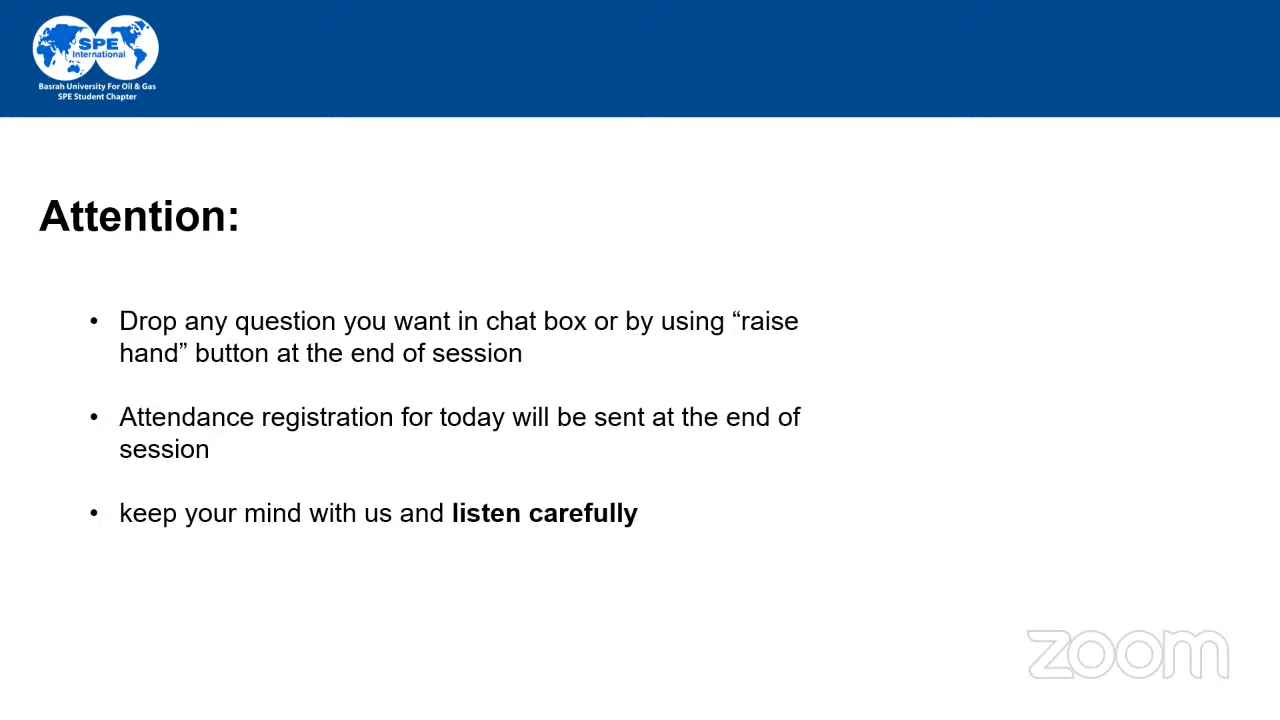 SPE
International
Basrah University For Oil & Gas
SPE Student Chapter
Attention:
• Drop any question you want in chat box or by using “raise
hand” button at the end of session
• Attendance registration for today will be sent at the end of
session
• keep your mind with us and listen carefully
zoom